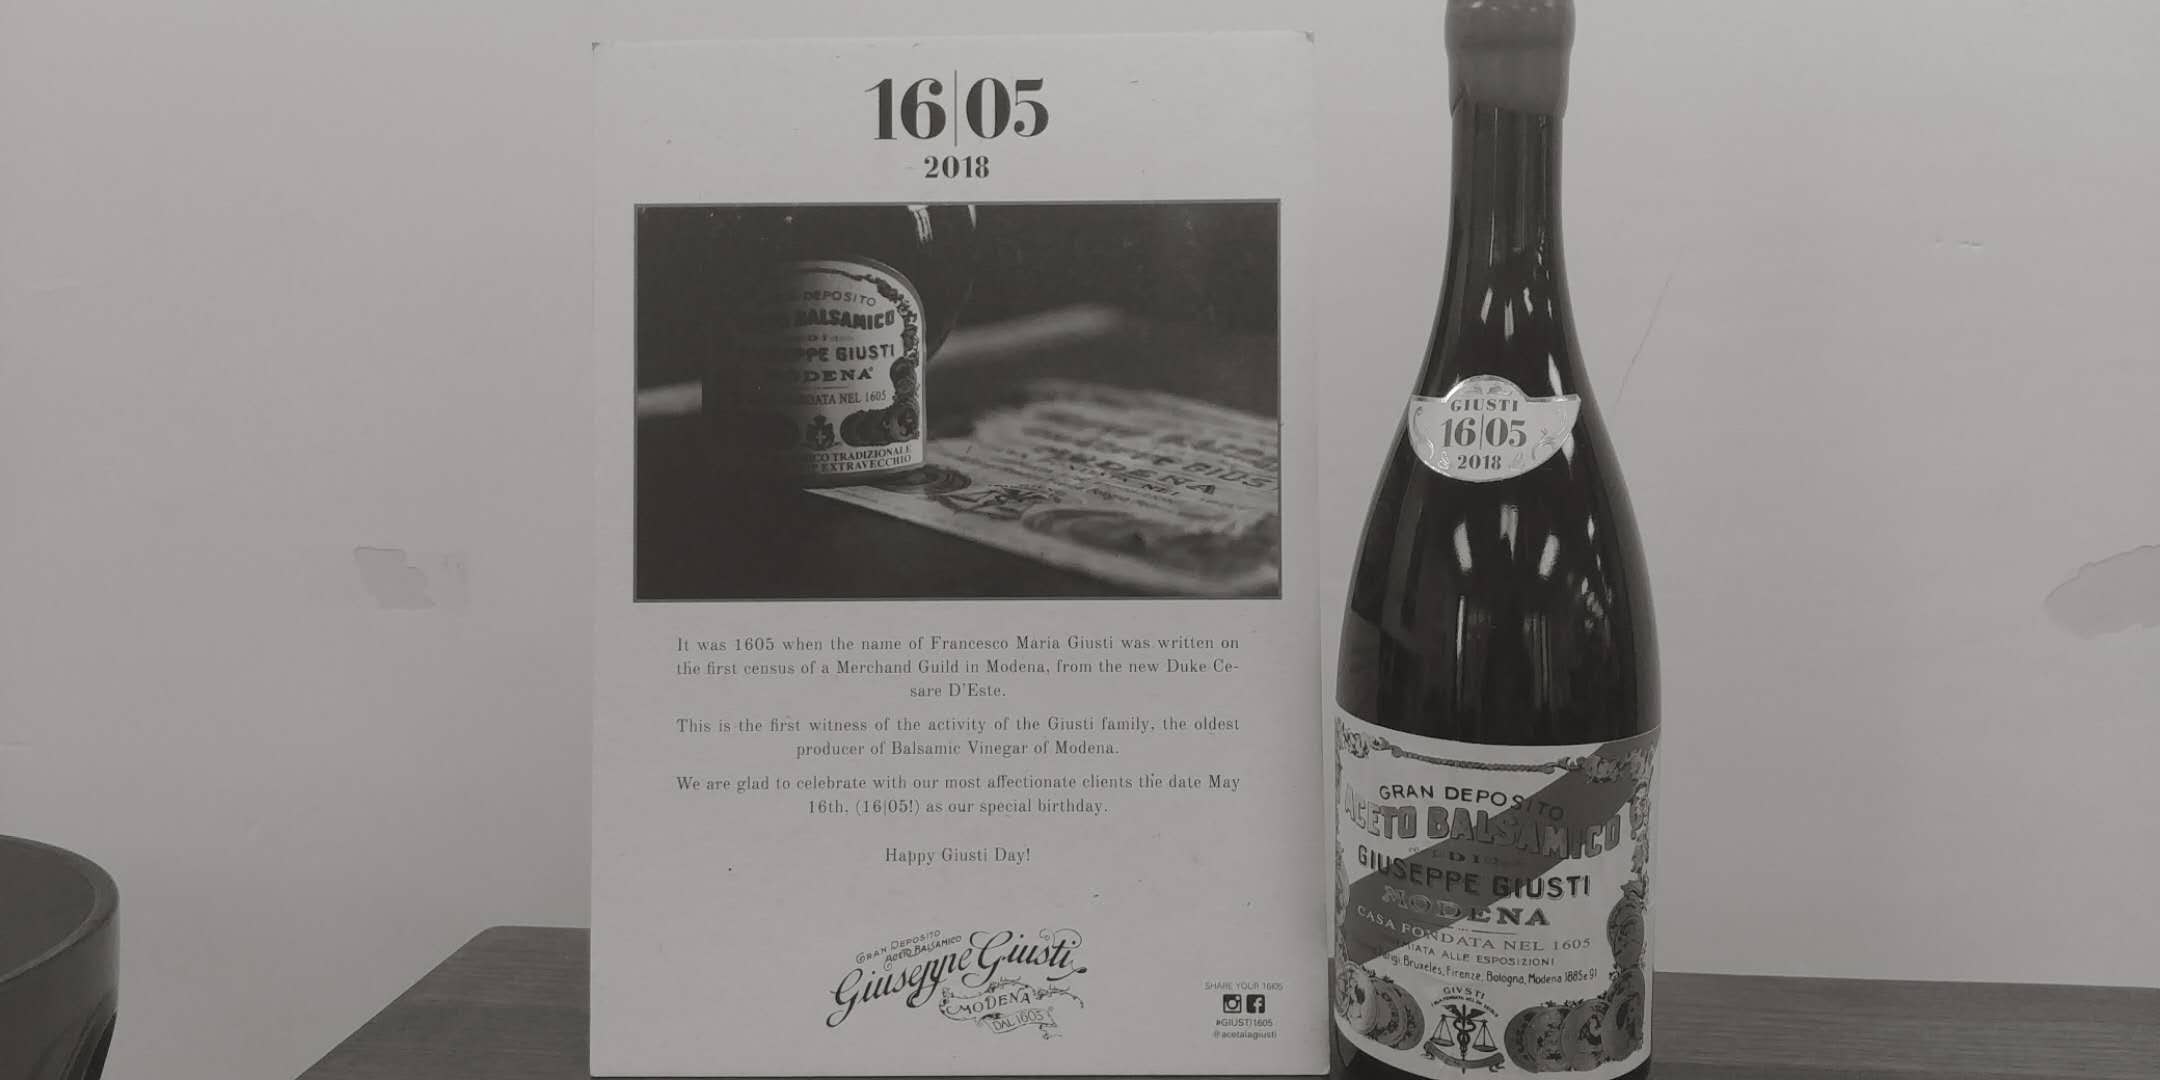 16|05
2018
DEPOSITO
BALSAMICO
DI
GIUSTI
MODENA
NEL 1605
TRADIZIONALE
EXTRAVECCHIO
It was 1605 when the name of Francesco Maria Giusti was written on
the first census of a Merchand Guild in Modena, from the new Duke Ce-
sare D'Este.
This is the first witness of the activity of the Giusti family, the oldest
producer of Balsamic Vinegar of Modena.
We are glad to celebrate with our most affectionate clients the date May
16th, (16|05!) as our special birthday.
Happy Giusti Day!
GRAN DEPOSITO
ACETO BALSAMICO
Giuseppe Giusti
MODENA
DAL 1605
SHARE YOUR 1605
#GIUSTI1605
@acetaiagiusti
GIUSTI
16|05
2018
GRAN DEPOSITO
ACETO BALSAMICO
DI
GIUSEPPE GIUSTI
MODENA
CASA FONDATA NEL 1605
ALLE ESPOSIZIONI
Bruxeles, Firenze, Bologna, Modena 1885 e 91
GIVSTI